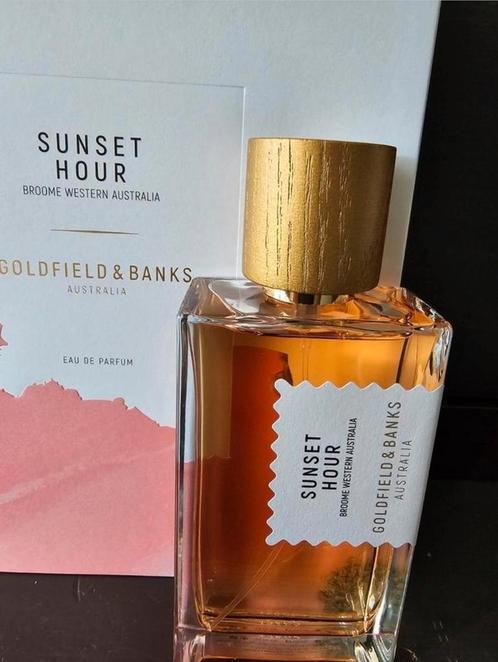 SUNSET
HOUR
BROOME WESTERN AUSTRALIA
GOLDFIELD & BANKS
AUSTRALIA
EAU DE PARFUM
SUNSET
HOUR
BROOME WESTERN AUSTRALIA
GOLDFIELD & BANKS
AUSTRALIA